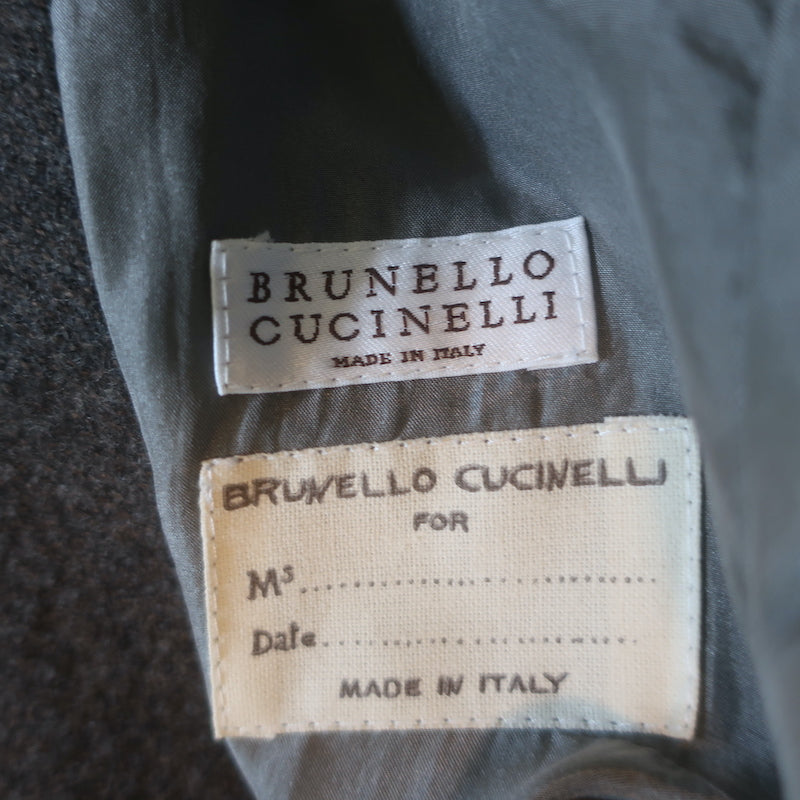 BRUNELLO
CUCINELLI
MADE IN ITALY
BRUNELLO CUCINELLI
FOR
Ms..............................
Date..............................
MADE IN ITALY